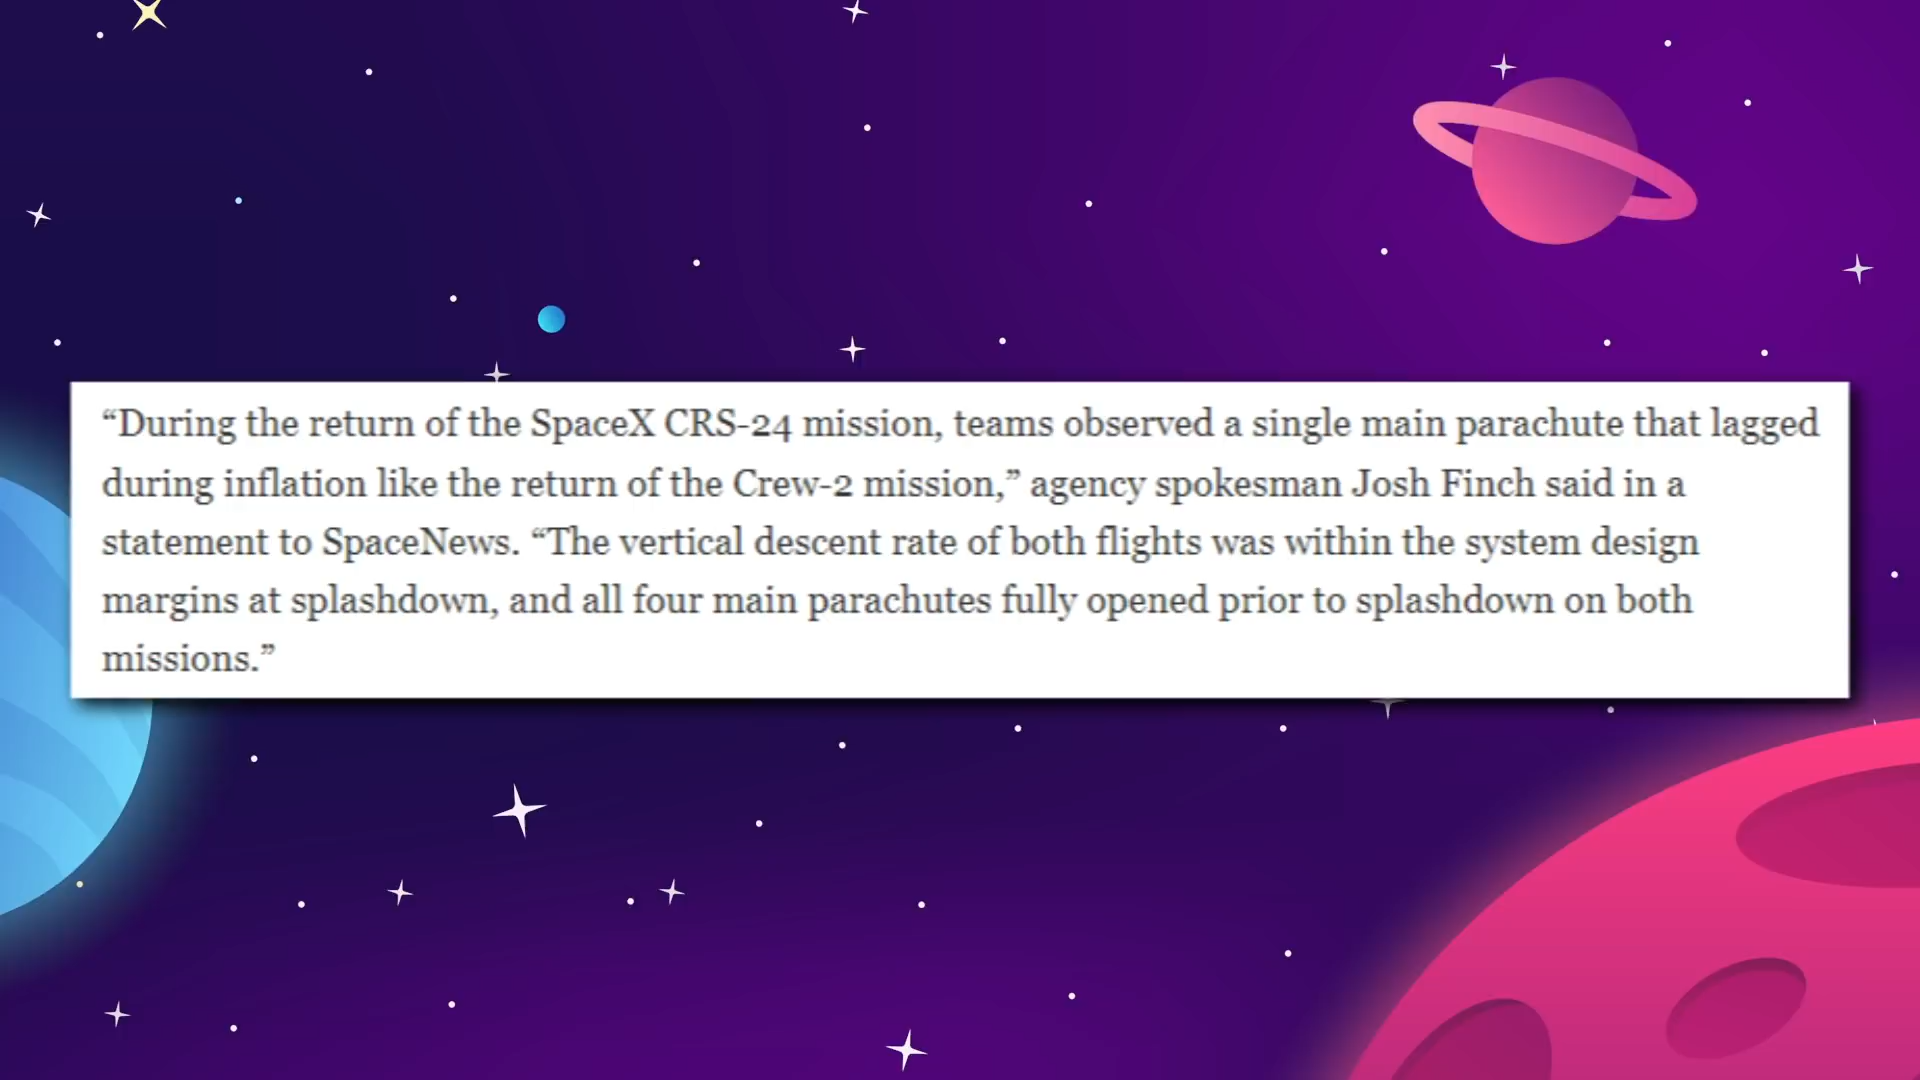 “During the return of the SpaceX CRS-24 mission, teams observed a single main parachute that lagged
during inflation like the return of the Crew-2 mission,” agency spokesman Josh Finch said in a
statement to SpaceNews. “The vertical descent rate of both flights was within the system design
margins at splashdown, and all four main parachutes fully opened prior to splashdown on both
missions.”